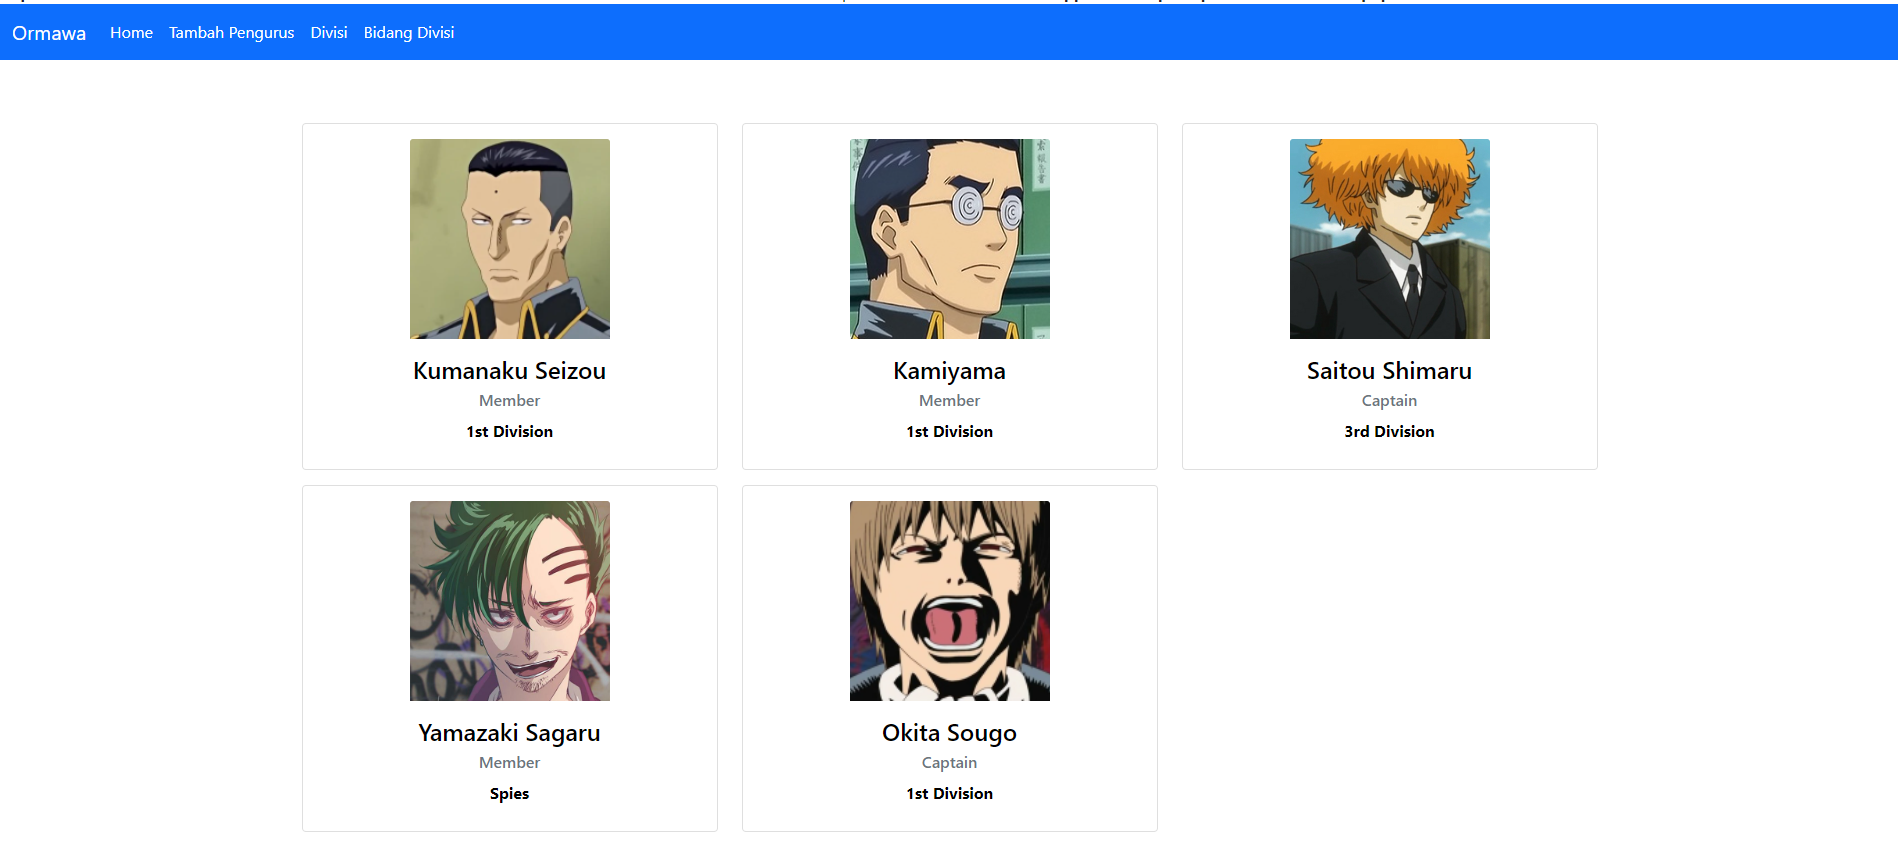 Ormawa Home Tambah Pengurus Divisi Bidang Divisi
Kumanaku Seizou
Member
1st Division
Kamiyama
Member
1st Division
Saitou Shimaru
Captain
3rd Division
Yamazaki Sagaru
Member
Spies
Okita Sougo
Captain
1st Division